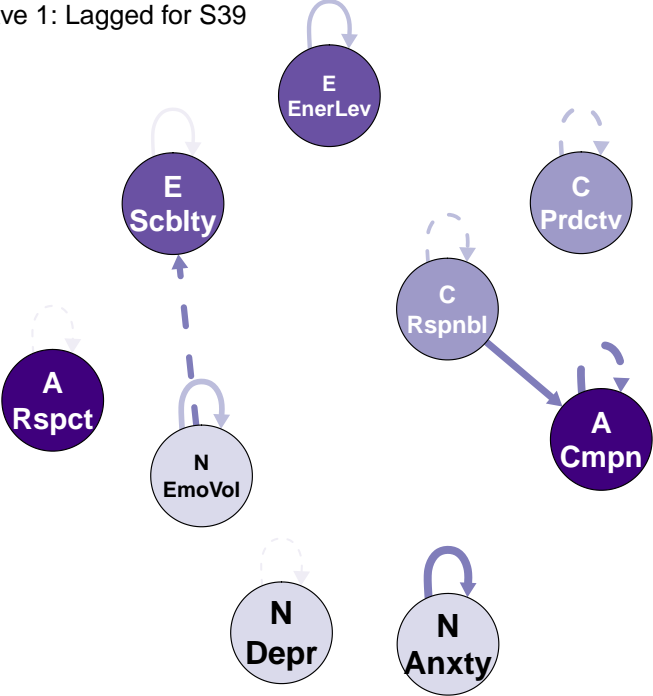 ve 1: Lagged for S39
E
EnerLev
E
Scblty
C
Prdctv
C
Rspnbl
A
Rspct
A
Cmpn
N
EmoVol
N
Depr
N
Anxty